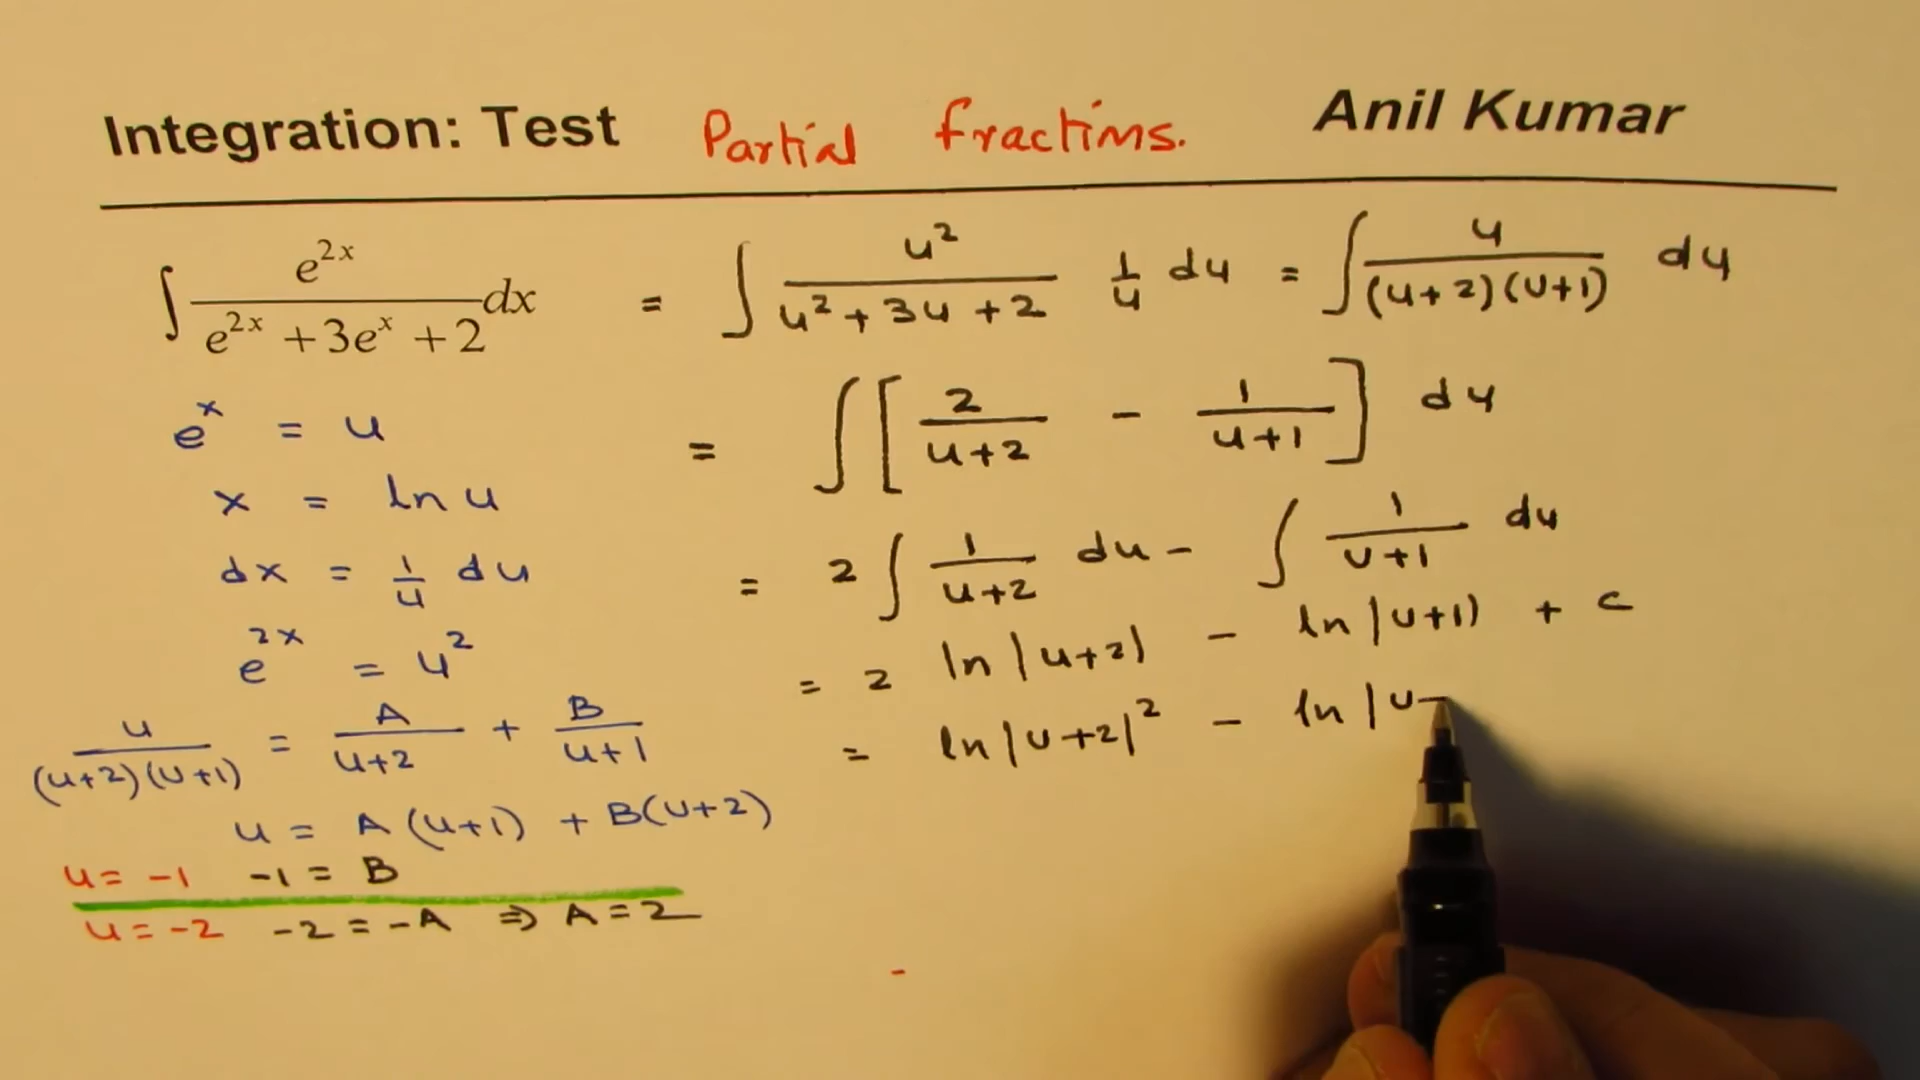 Integration: Test Partial fractions. Anil Kumar
∫ e^{2x} / (e^{2x} + 3e^x + 2) dx = ∫ u² / (u² + 3u + 2) 1/u du = ∫ u / ((u+2)(u+1)) du
= ∫ [ 2/(u+2) - 1/(u+1) ] du
= 2 ∫ 1/(u+2) du - ∫ 1/(u+1) du
= 2 ln |u+2| - ln |u+1| + c
= ln |u+2|² - ln |u
e^x = u
x = ln u
dx = 1/u du
e^{2x} = u²
u / ((u+2)(u+1)) = A/(u+2) + B/(u+1)
u = A(u+1) + B(u+2)
u = -1 -1 = B
u = -2 -2 = -A ⇒ A = 2